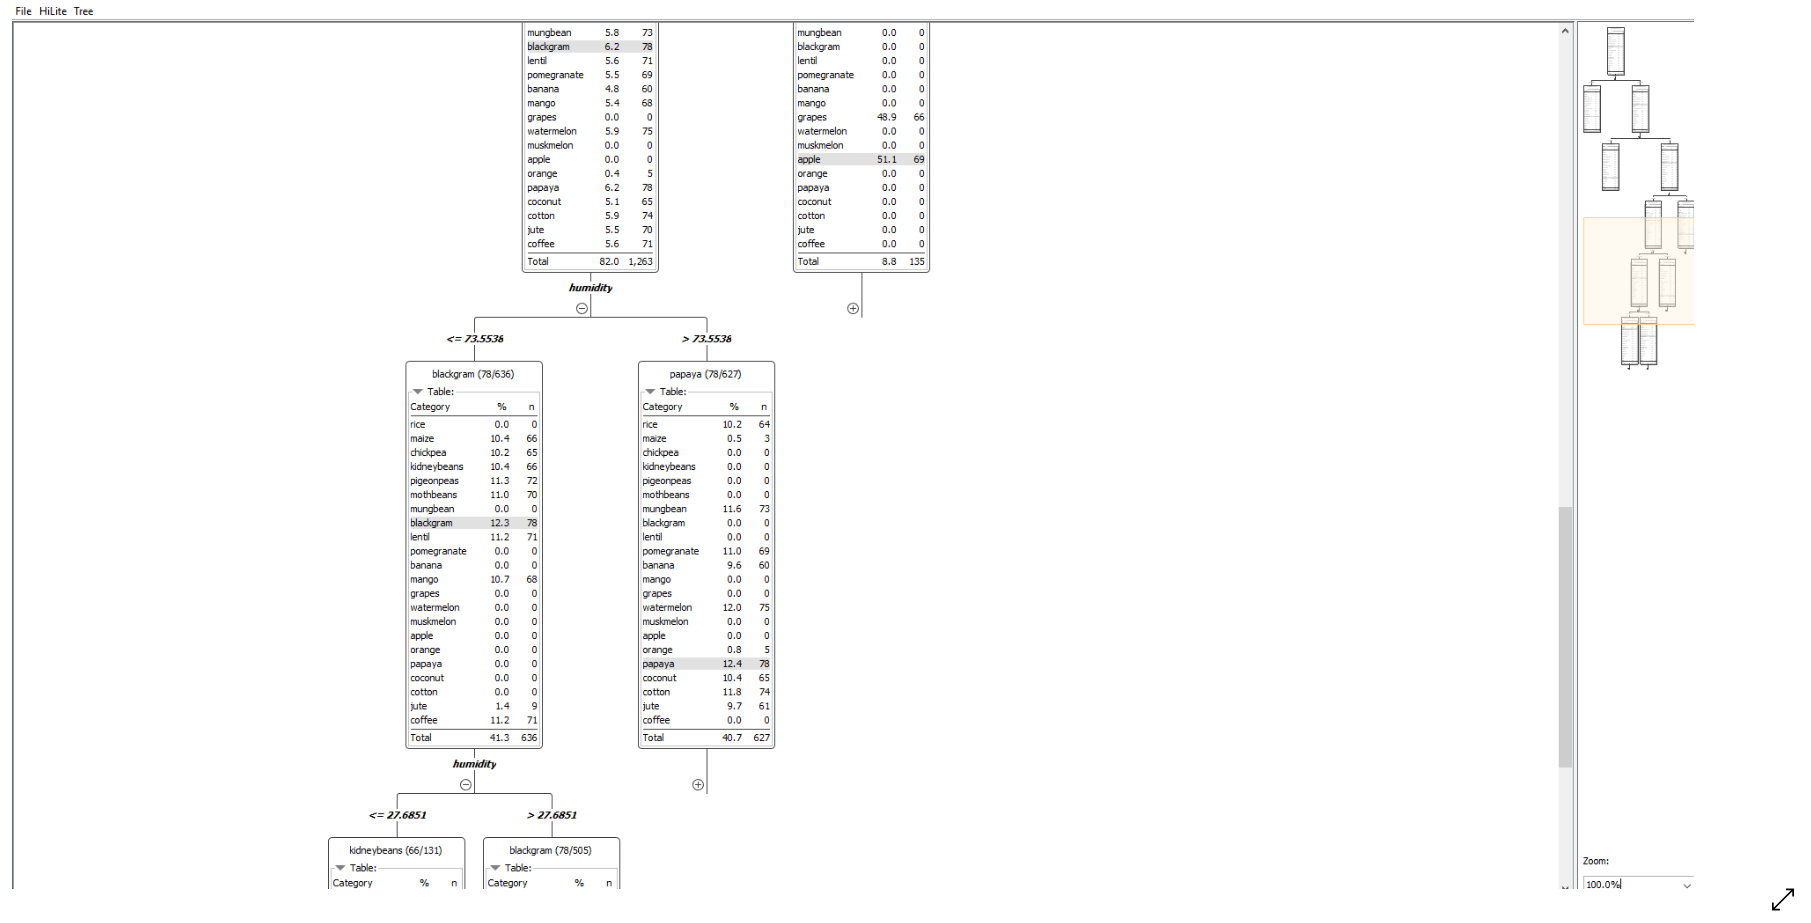 File HiLite Tree
mungbean 5.8 73
blackgram 6.2 78
lentil 5.6 71
pomegranate 5.5 69
banana 4.8 60
mango 5.4 68
grapes 0.0 0
watermelon 5.9 75
muskmelon 0.0 0
apple 0.0 0
orange 0.4 5
papaya 6.2 78
coconut 5.1 65
cotton 5.9 74
jute 5.5 70
coffee 5.6 71
Total 82.0 1,263
mungbean 0.0 0
blackgram 0.0 0
lentil 0.0 0
pomegranate 0.0 0
banana 0.0 0
mango 0.0 0
grapes 48.9 66
watermelon 0.0 0
muskmelon 0.0 0
apple 51.1 69
orange 0.0 0
papaya 0.0 0
coconut 0.0 0
cotton 0.0 0
jute 0.0 0
coffee 0.0 0
Total 8.8 135
humidity
<= 73.5538
> 73.5538
blackgram (78/636)
Table:
Category % n
rice 0.0 0
maize 10.4 66
chickpea 10.2 65
kidneybeans 10.4 66
pigeonpeas 11.3 72
mothbeans 11.0 70
mungbean 0.0 0
blackgram 12.3 78
lentil 11.2 71
pomegranate 0.0 0
banana 0.0 0
mango 10.7 68
grapes 0.0 0
watermelon 0.0 0
muskmelon 0.0 0
apple 0.0 0
orange 0.0 0
papaya 0.0 0
coconut 0.0 0
cotton 0.0 0
jute 1.4 9
coffee 11.2 71
Total 41.3 636
papaya (78/627)
Table:
Category % n
rice 10.2 64
maize 0.5 3
chickpea 0.0 0
kidneybeans 0.0 0
pigeonpeas 0.0 0
mothbeans 0.0 0
mungbean 11.6 73
blackgram 0.0 0
lentil 0.0 0
pomegranate 11.0 69
banana 9.6 60
mango 0.0 0
grapes 0.0 0
watermelon 12.0 75
muskmelon 0.0 0
apple 0.0 0
orange 0.8 5
papaya 12.4 78
coconut 10.4 65
cotton 11.8 74
jute 9.7 61
coffee 0.0 0
Total 40.7 627
humidity
<= 27.6851
> 27.6851
kidneybeans (66/131)
Table:
Category % n
blackgram (78/505)
Table:
Category % n
Zoom:
100.0%